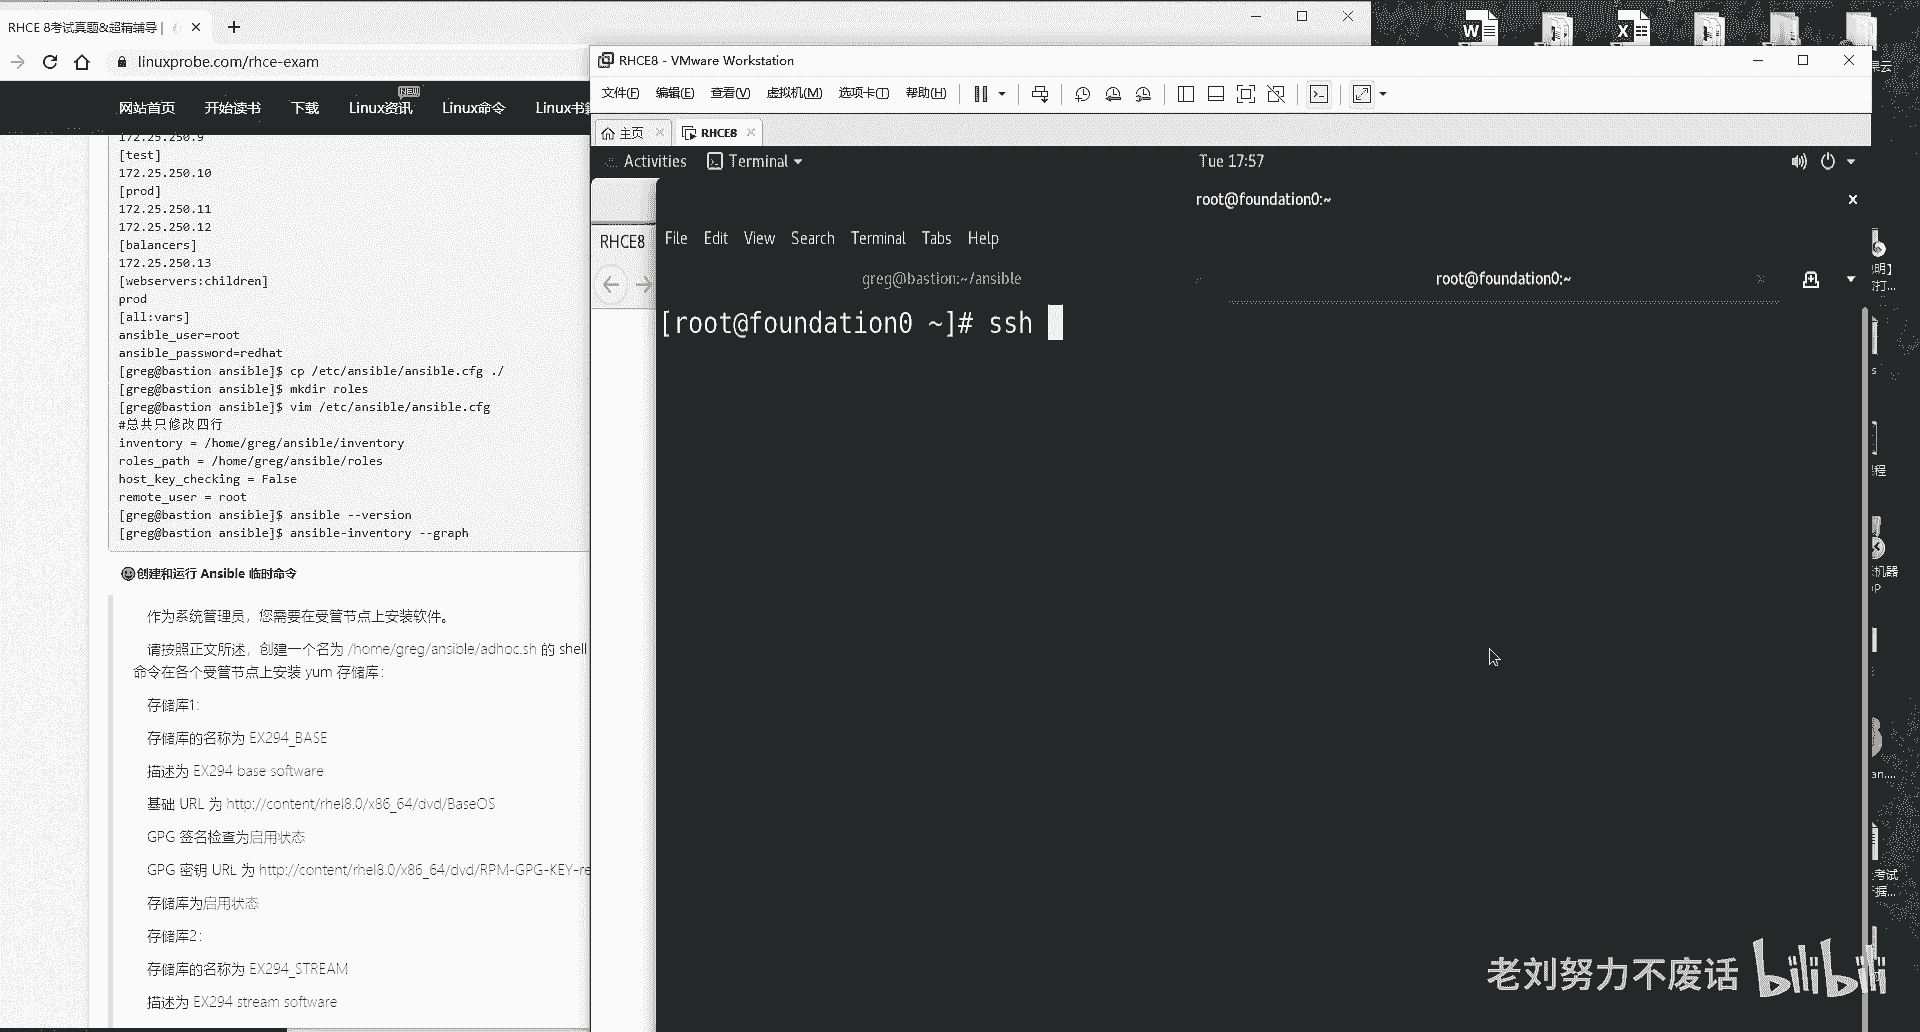 RHCE 8考试真题&超精辅导 |
linuxprobe.com/rhce-exam
网站首页 开始读书 下载 Linux资讯 NEW Linux命令 Linux书
172.25.250.9
[test]
172.25.250.10
[prod]
172.25.250.11
172.25.250.12
[balancers]
172.25.250.13
[webservers:children]
prod
[all:vars]
ansible_user=root
ansible_password=redhat
[greg@bastion ansible]$ cp /etc/ansible/ansible.cfg ./
[greg@bastion ansible]$ mkdir roles
[greg@bastion ansible]$ vim /etc/ansible/ansible.cfg
#总共只修改四行
inventory = /home/greg/ansible/inventory
roles_path = /home/greg/ansible/roles
host_key_checking = False
remote_user = root
[greg@bastion ansible]$ ansible --version
[greg@bastion ansible]$ ansible-inventory --graph
创建和运行 Ansible 临时命令
作为系统管理员，您需要在受管节点上安装软件。
请按照正文所述，创建一个名为 /home/greg/ansible/adhoc.sh 的 shell
命令在各个受管节点上安装 yum 存储库：
存储库1:
存储库的名称为 EX294_BASE
描述为 EX294 base software
基础 URL 为 http://content/rhel8.0/x86_64/dvd/BaseOS
GPG 签名检查为启用状态
GPG 密钥 URL 为 http://content/rhel8.0/x86_64/dvd/RPM-GPG-KEY-re
存储库为启用状态
存储库2:
存储库的名称为 EX294_STREAM
描述为 EX294 stream software
RHCE8 - VMware Workstation
文件(F) 编辑(E) 查看(V) 虚拟机(M) 选项卡(T) 帮助(H)
主页 RHCE8
Activities Terminal Tue 17:57
root@foundation0:~
RHCE8
File Edit View Search Terminal Tabs Help
greg@bastion:~/ansible root@foundation0:~
[root@foundation0 ~]# ssh
老刘努力不废话 bilibili